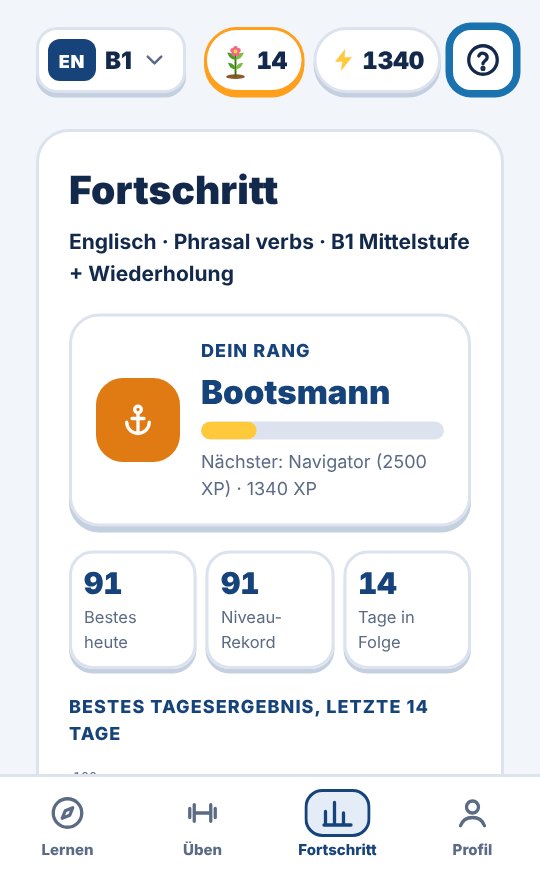 EN B1 14 1340
Fortschritt
Englisch · Phrasal verbs · B1 Mittelstufe
+ Wiederholung
DEIN RANG
Bootsmann
Nächster: Navigator (2500
XP) · 1340 XP
91 91 14
Bestes Niveau- Tage in
heute Rekord Folge
BESTES TAGESERGEBNIS, LETZTE 14
TAGE
Lernen Üben Fortschritt Profil